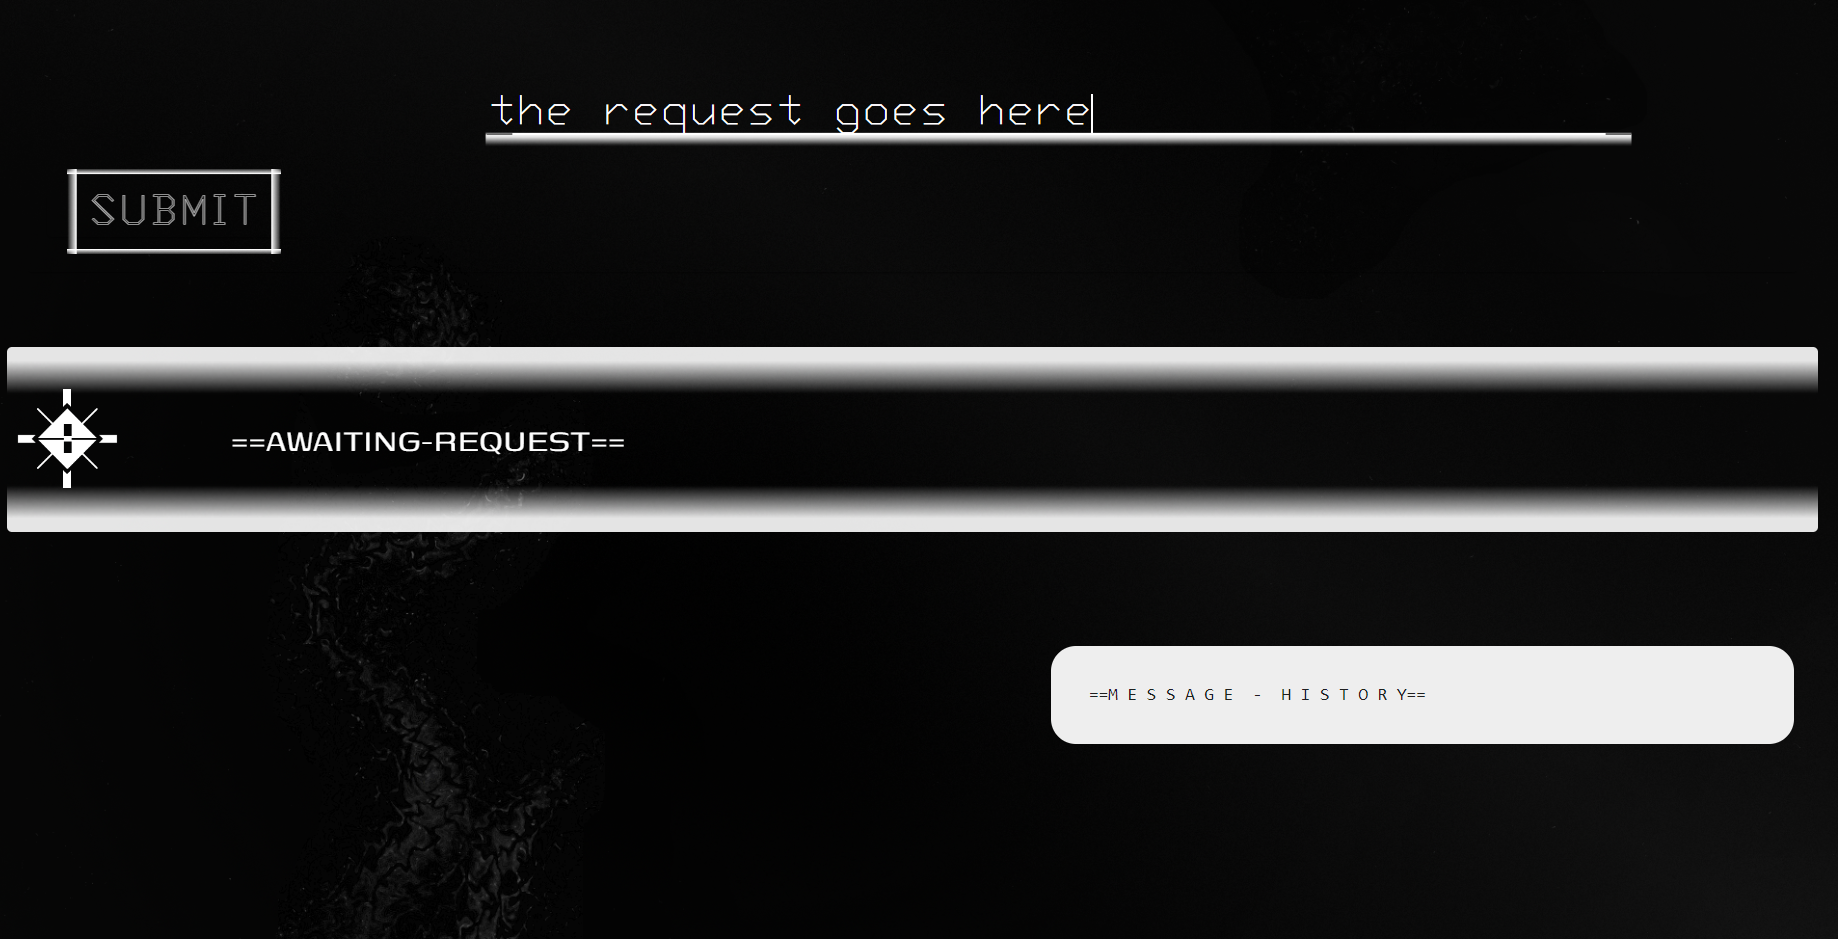 the request goes here
SUBMIT
==AWAITING-REQUEST==
==M E S S A G E - H I S T O R Y==